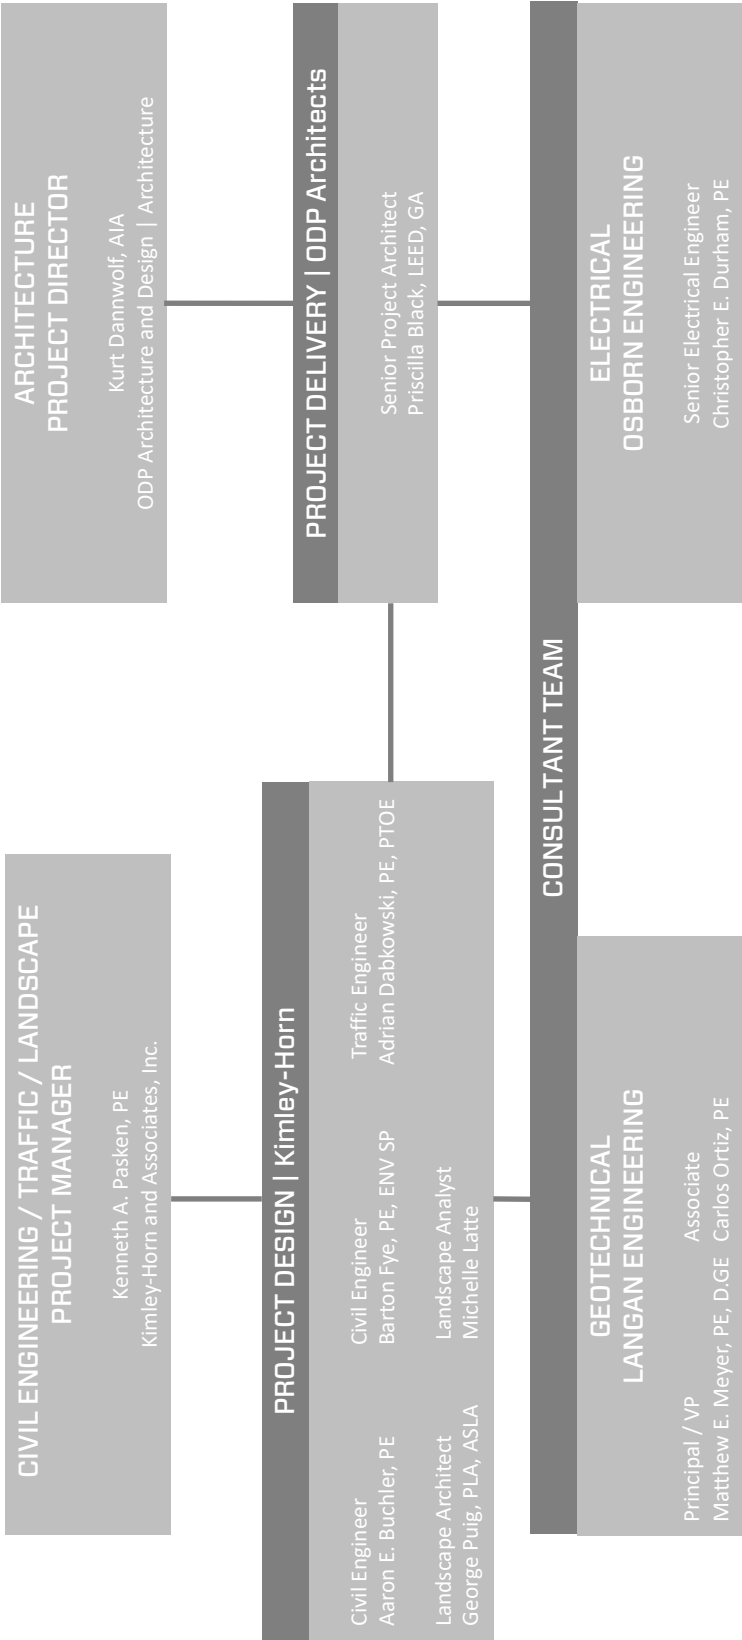 CIVIL ENGINEERING / TRAFFIC / LANDSCAPE
PROJECT MANAGER
Kenneth A. Pasken, PE
Kimley-Horn and Associates, Inc.
ARCHITECTURE
PROJECT DIRECTOR
Kurt Dannwolf, AIA
ODP Architecture and Design | Architecture
PROJECT DESIGN | Kimley-Horn
Civil Engineer
Aaron E. Buchler, PE
Civil Engineer
Barton Fye, PE, ENV SP
Traffic Engineer
Adrian Dabkowski, PE, PTOE
Landscape Architect
George Puig, PLA, ASLA
Landscape Analyst
Michelle Latte
PROJECT DELIVERY | ODP Architects
Senior Project Architect
Priscilla Black, LEED, GA
CONSULTANT TEAM
GEOTECHNICAL
LANGAN ENGINEERING
Principal / VP
Matthew E. Meyer, PE, D.GE
Associate
Carlos Ortiz, PE
ELECTRICAL
OSBORN ENGINEERING
Senior Electrical Engineer
Christopher E. Durham, PE